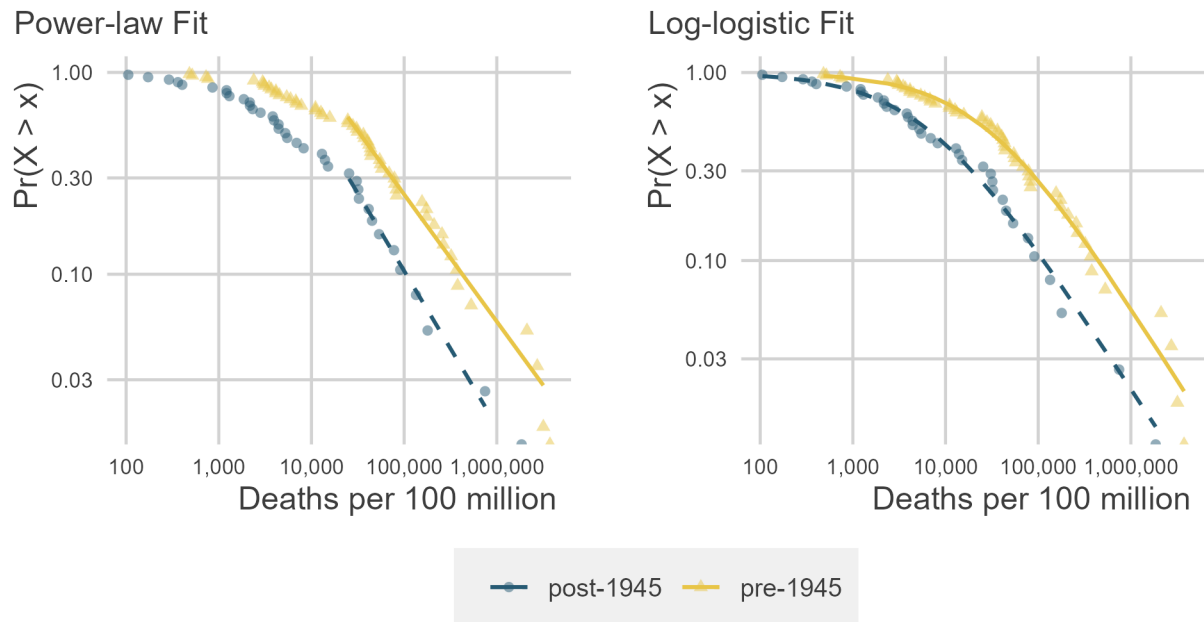 Power-law Fit
Pr(X > x)
1.00
0.30
0.10
0.03
100 1,000 10,000 100,000 1,000,000
Deaths per 100 million
Log-logistic Fit
Pr(X > x)
1.00
0.30
0.10
0.03
100 1,000 10,000 100,000 1,000,000
Deaths per 100 million
post-1945 pre-1945